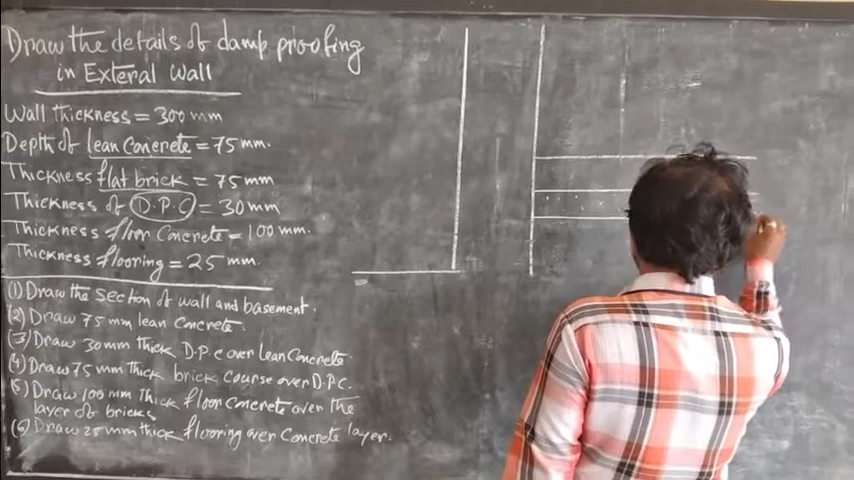 Draw the details of damp proofing
in Exteral wall
Wall thickness = 300 mm
Depth of lean concrete = 75 mm.
Thickness flat brick = 75 mm
Thickness of D.P.C = 30 mm
Thickness floor Concrete = 100 mm.
Thickness flooring = 25 mm.
(1) Draw the section of wall and basement.
(2) Draw 75 mm lean concrete
(3) Draw 30 mm thick D.P.C over Lean Concrete.
(4) Draw 75 mm thick brick course over D.P.C.
(5) Draw 100 mm thick floor concrete over the
layer of bricks
(6) Draw 25 mm thick flooring over Concrete layer.